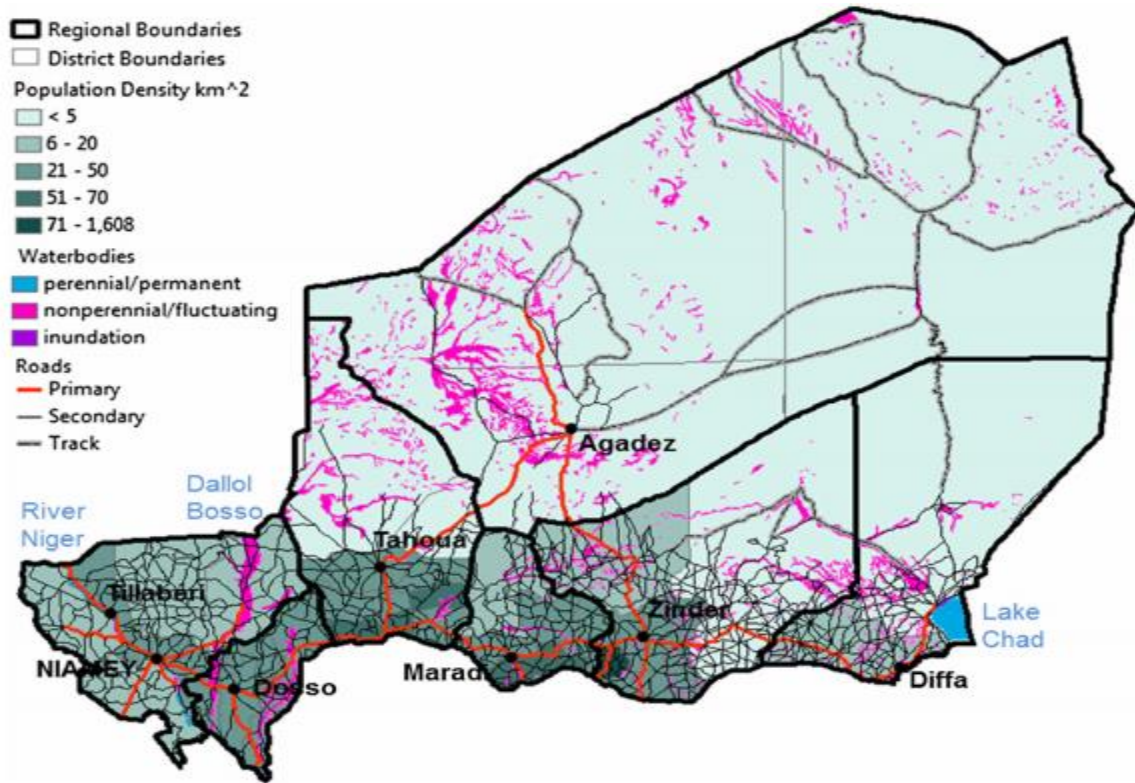 Regional Boundaries
District Boundaries
Population Density km^2
< 5
6 - 20
21 - 50
51 - 70
71 - 1,608
Waterbodies
perennial/permanent
nonperennial/fluctuating
inundation
Roads
Primary
Secondary
Track
Agadez
Dallol
Bosso
River
Niger
Tahoua
Tillaberi
Zinder
Lake
Chad
NIAMEY
Maradi
Diffa
Dosso